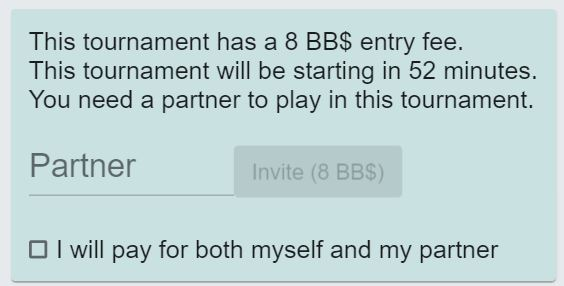 This tournament has a 8 BB$ entry fee.
This tournament will be starting in 52 minutes.
You need a partner to play in this tournament.
Partner
Invite (8 BB$)
I will pay for both myself and my partner